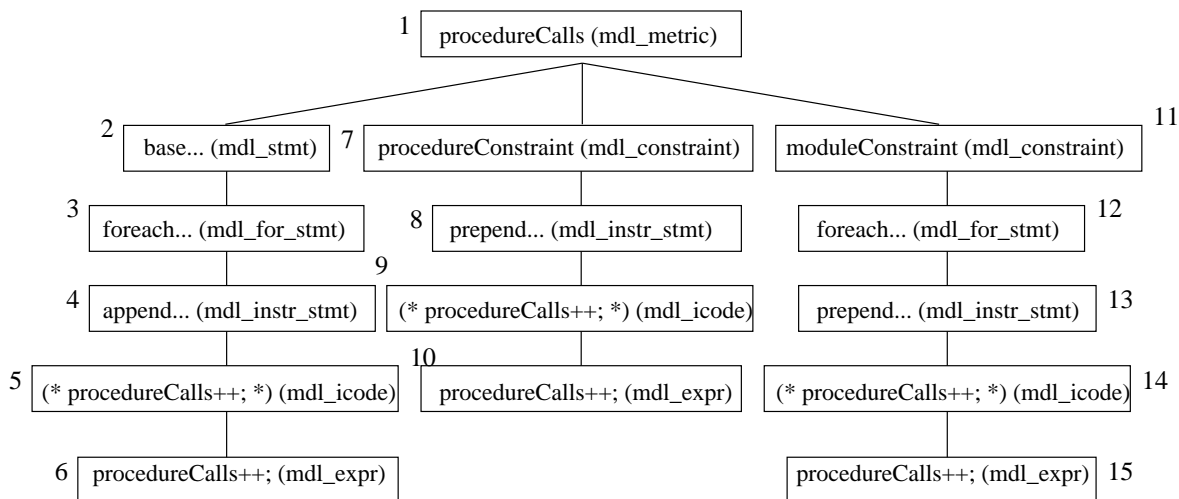 1 procedureCalls (mdl_metric)
2 base... (mdl_stmt)
7 procedureConstraint (mdl_constraint)
11 moduleConstraint (mdl_constraint)
3 foreach... (mdl_for_stmt)
8 prepend... (mdl_instr_stmt)
12 foreach... (mdl_for_stmt)
4 append... (mdl_instr_stmt)
9 (* procedureCalls++; *) (mdl_icode)
13 prepend... (mdl_instr_stmt)
5 (* procedureCalls++; *) (mdl_icode)
10 procedureCalls++; (mdl_expr)
14 (* procedureCalls++; *) (mdl_icode)
6 procedureCalls++; (mdl_expr)
15 procedureCalls++; (mdl_expr)